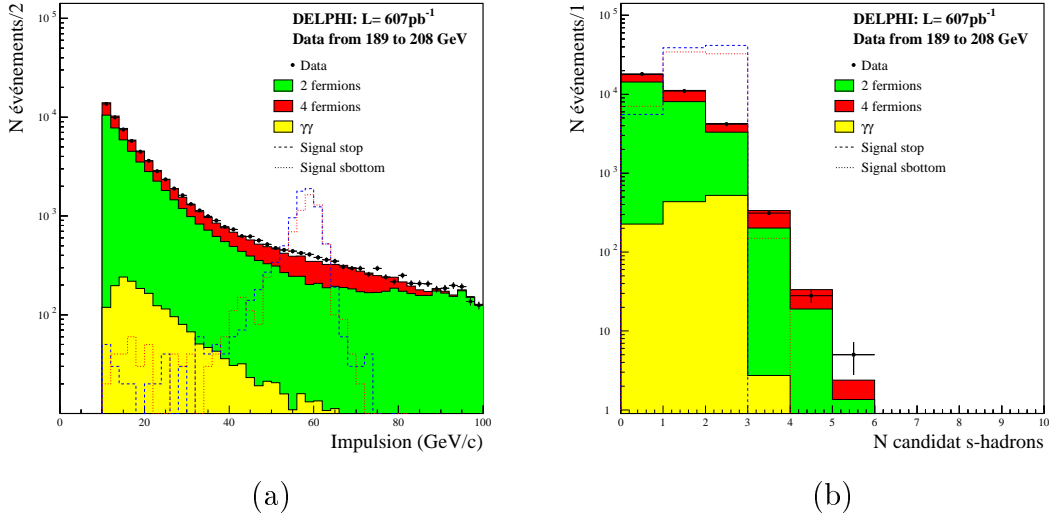 N événements/2
10⁴
10³
10²
DELPHI: L= 607pb⁻¹
Data from 189 to 208 GeV
Data
2 fermions
4 fermions
γγ
Signal stop
Signal sbottom
0 20 40 60 80 100
Impulsion (GeV/c)
(a)
N événements/1
10⁵
10⁴
10³
10²
10
1
DELPHI: L= 607pb⁻¹
Data from 189 to 208 GeV
Data
2 fermions
4 fermions
γγ
Signal stop
Signal sbottom
0 1 2 3 4 5 6 7 8 9 10
N candidat s-hadrons
(b)